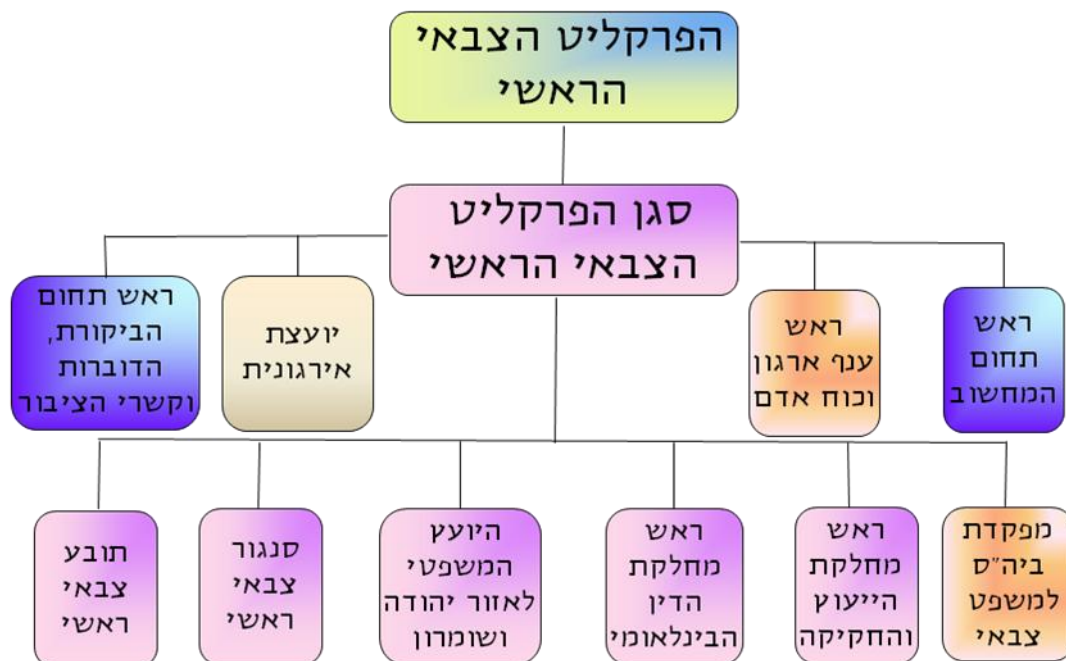 הפרקליט הצבאי
הראשי
סגן הפרקליט
הצבאי הראשי
ראש
תחום
המחשוב
ראש
ענף ארגון
וכוח אדם
יועצת
אירגונית
ראש תחום
הביקורת,
הדוברות
וקשרי הציבור
מפקדת
ביה"ס
למשפט
צבאי
ראש
מחלקת
הייעוץ
והחקיקה
ראש
מחלקת
הדין
הבינלאומי
היועץ
המשפטי
לאזור יהודה
ושומרון
סנגור
צבאי
ראשי
תובע
צבאי
ראשי